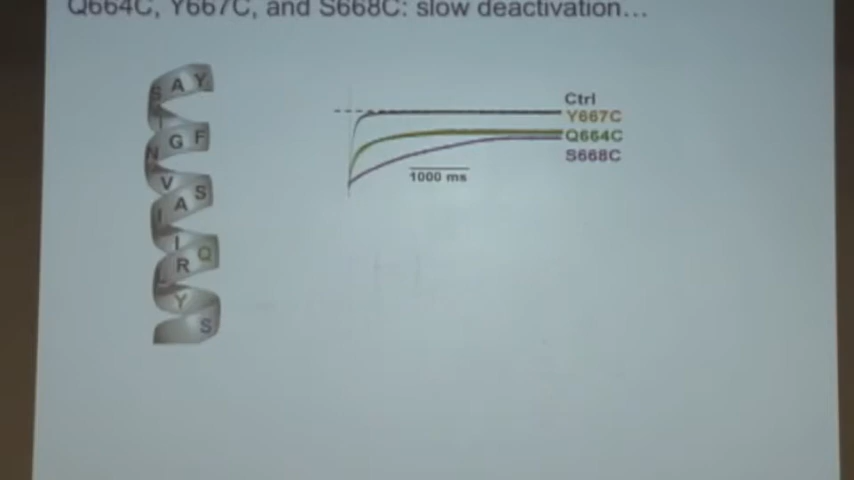 Q664C, Y667C, and S668C: slow deactivation...
S A Y
I
N G F
V S
I A
I
L R Q
Y
S
Ctrl
Y667C
Q664C
S668C
1000 ms